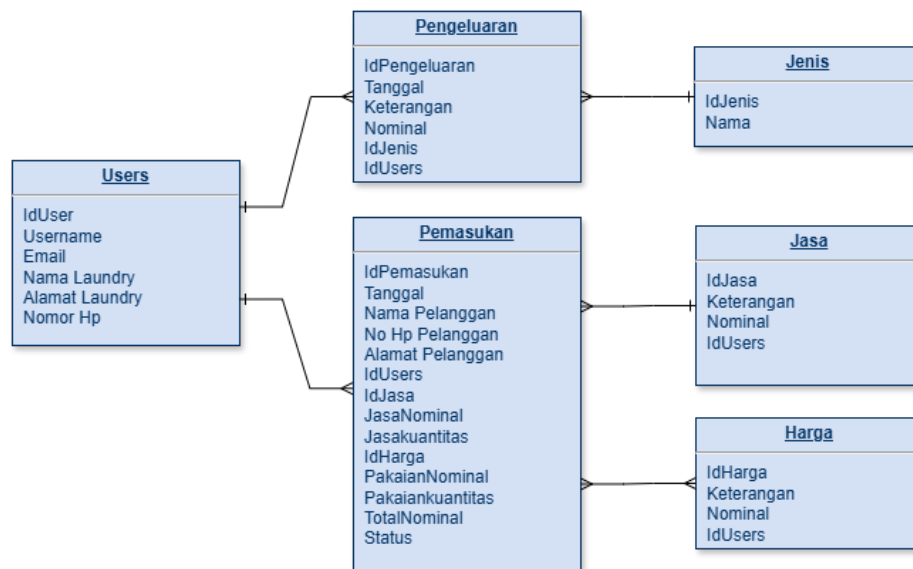 Users
IdUser
Username
Email
Nama Laundry
Alamat Laundry
Nomor Hp
Pengeluaran
IdPengeluaran
Tanggal
Keterangan
Nominal
IdJenis
IdUsers
Jenis
IdJenis
Nama
Pemasukan
IdPemasukan
Tanggal
Nama Pelanggan
No Hp Pelanggan
Alamat Pelanggan
IdUsers
IdJasa
JasaNominal
Jasakuantitas
IdHarga
PakaianNominal
Pakaiankuantitas
TotalNominal
Status
Jasa
IdJasa
Keterangan
Nominal
IdUsers
Harga
IdHarga
Keterangan
Nominal
IdUsers